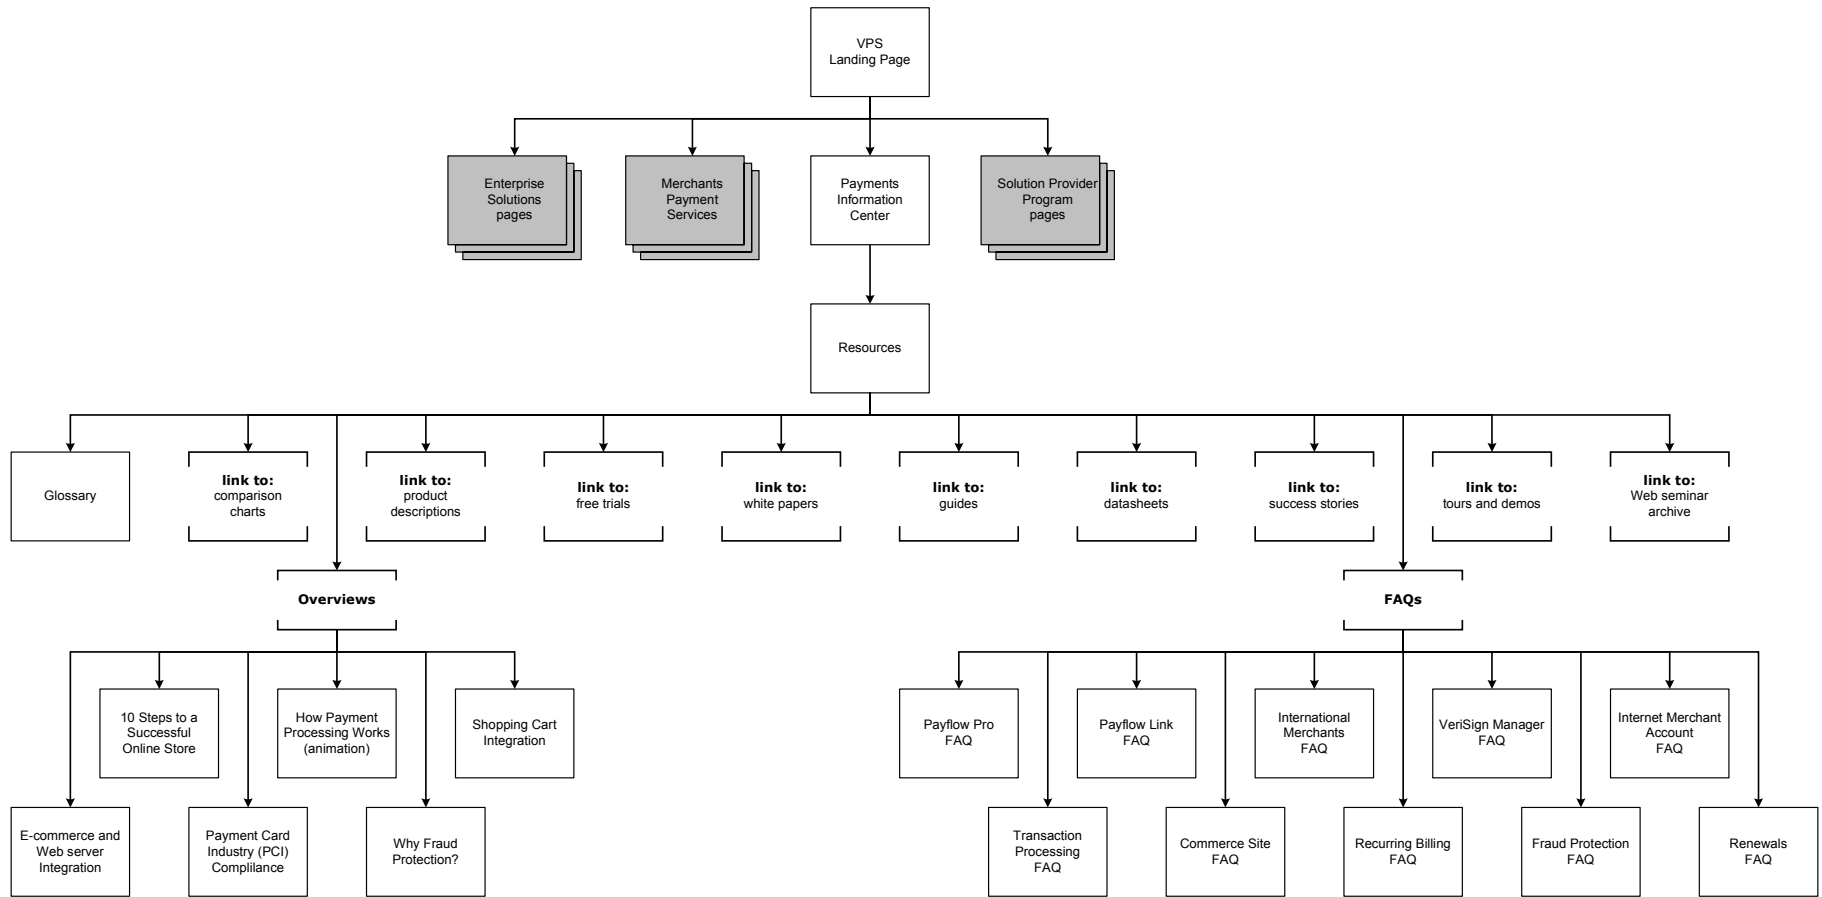 VPS
Landing Page
Enterprise
Solutions
pages
Merchants
Payment
Services
Payments
Information
Center
Solution Provider
Program
pages
Resources
Glossary
link to:
comparison
charts
link to:
product
descriptions
link to:
free trials
link to:
white papers
link to:
guides
link to:
datasheets
link to:
success stories
link to:
tours and demos
link to:
Web seminar
archive
Overviews
FAQs
10 Steps to a
Successful
Online Store
How Payment
Processing Works
(animation)
Shopping Cart
Integration
Payflow Pro
FAQ
Payflow Link
FAQ
International
Merchants
FAQ
VeriSign Manager
FAQ
Internet Merchant
Account
FAQ
E-commerce and
Web server
Integration
Payment Card
Industry (PCI)
Complilance
Why Fraud
Protection?
Transaction
Processing
FAQ
Commerce Site
FAQ
Recurring Billing
FAQ
Fraud Protection
FAQ
Renewals
FAQ